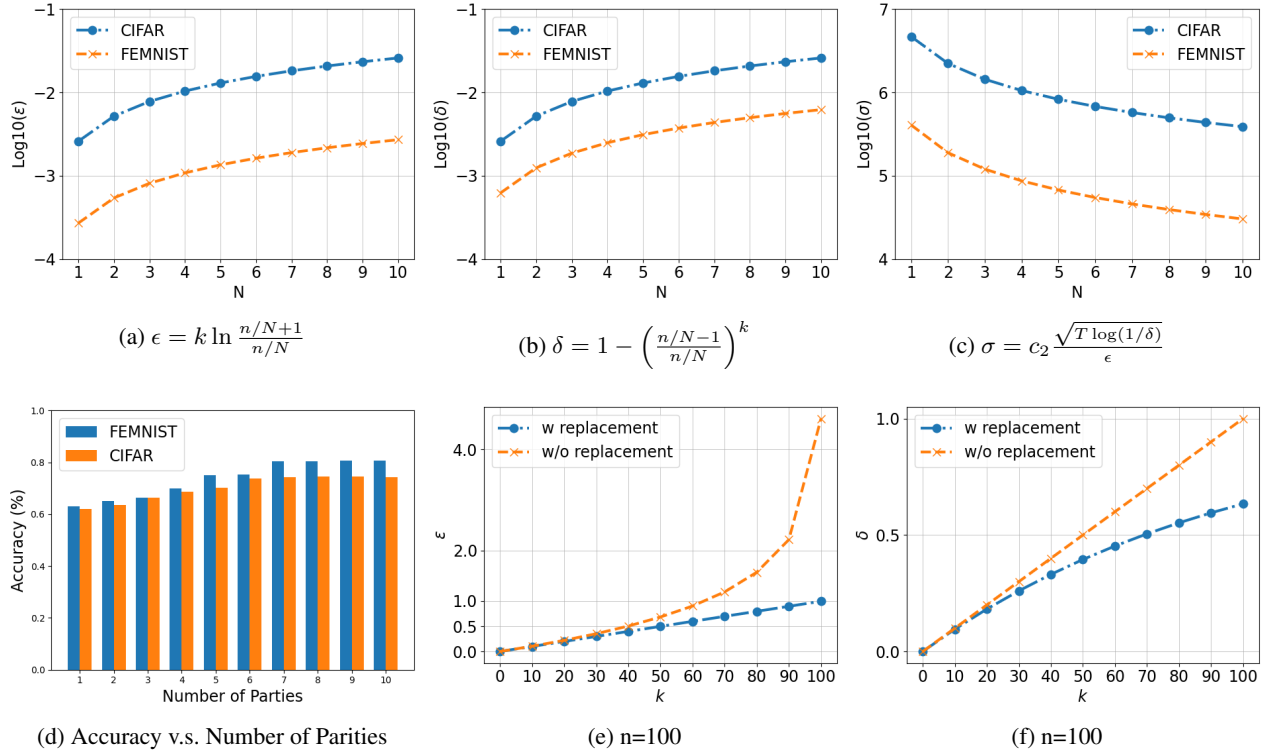 −1
−2
−3
−4
Log10(ε)
CIFAR
FEMNIST
1 2 3 4 5 6 7 8 9 10
N
(a) ϵ = k ln \frac{n/N+1}{n/N}
−1
−2
−3
−4
Log10(δ)
CIFAR
FEMNIST
1 2 3 4 5 6 7 8 9 10
N
(b) δ = 1 − \left(\frac{n/N−1}{n/N}\right)^k
7
6
5
4
Log10(σ)
CIFAR
FEMNIST
1 2 3 4 5 6 7 8 9 10
N
(c) σ = c_2 \frac{\sqrt{T log(1/δ)}}{ϵ}
1.0
0.8
0.6
0.4
0.2
0.0
Accuracy (%)
FEMNIST
CIFAR
1 2 3 4 5 6 7 8 9 10
Number of Parties
(d) Accuracy v.s. Number of Parities
4.0
2.0
1.0
0.5
0.0
ε
w replacement
w/o replacement
0 10 20 30 40 50 60 70 80 90 100
k
(e) n=100
1.0
0.5
0.0
δ
w replacement
w/o replacement
0 10 20 30 40 50 60 70 80 90 100
k
(f) n=100